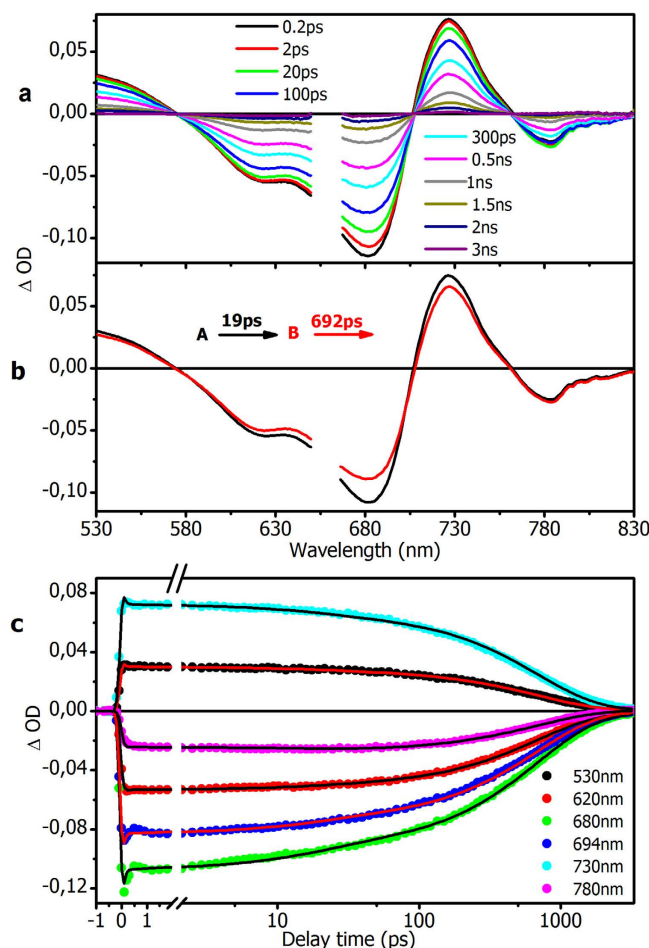 a
0,05
0,00
-0,05
-0,10
0.2ps
2ps
20ps
100ps
300ps
0.5ns
1ns
1.5ns
2ns
3ns
Δ OD
b
0,05
0,00
-0,05
-0,10
A 19ps B 692ps
530 580 630 680 730 780 830
Wavelength (nm)
c
0,08
0,04
0,00
-0,04
-0,08
-0,12
Δ OD
530nm
620nm
680nm
694nm
730nm
780nm
-1 0 1 10 100 1000
Delay time (ps)